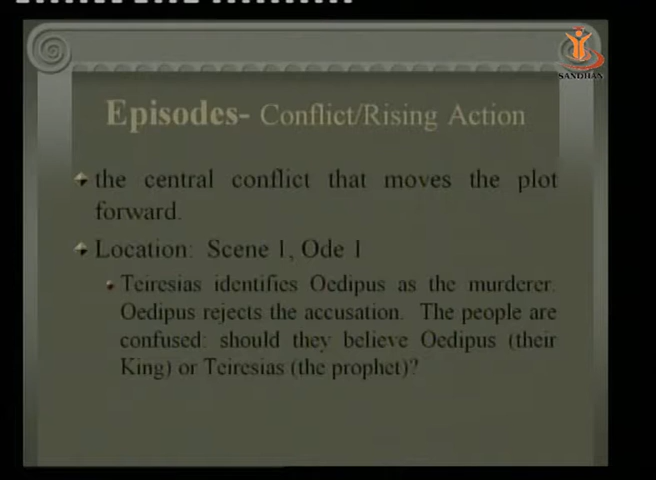 SANDHAN
Episodes- Conflict/Rising Action
the central conflict that moves the plot
forward.
Location: Scene 1, Ode 1
Teiresias identifies Oedipus as the murderer.
Oedipus rejects the accusation. The people are
confused: should they believe Oedipus (their
King) or Teiresias (the prophet)?